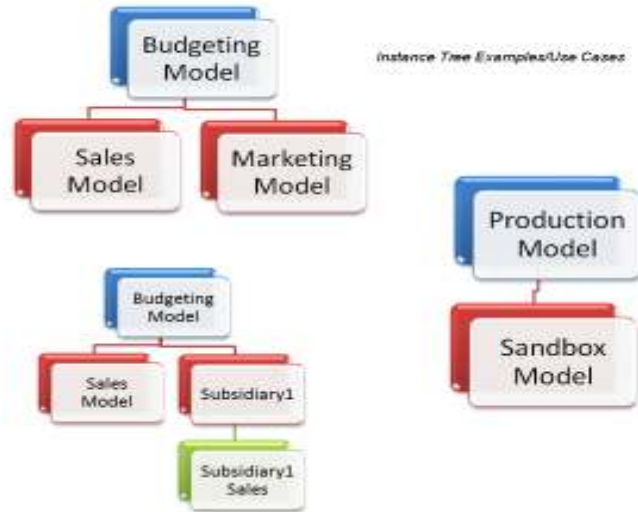 Budgeting
Model
Instance Tree Examples/Use Cases
Sales
Model
Marketing
Model
Production
Model
Sandbox
Model
Budgeting
Model
Sales
Model
Subsidiary1
Subsidiary1
Sales